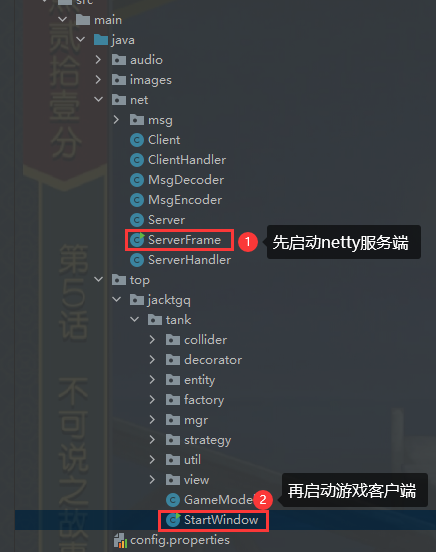 src
main
java
audio
images
net
msg
Client
ClientHandler
MsgDecoder
MsgEncoder
Server
ServerFrame
1
先启动netty服务端
ServerHandler
top
jacktgq
tank
collider
decorator
entity
factory
mgr
strategy
util
view
GameMode
2
再启动游戏客户端
StartWindow
config.properties
贰拾壹分
第5话 不可说之故事